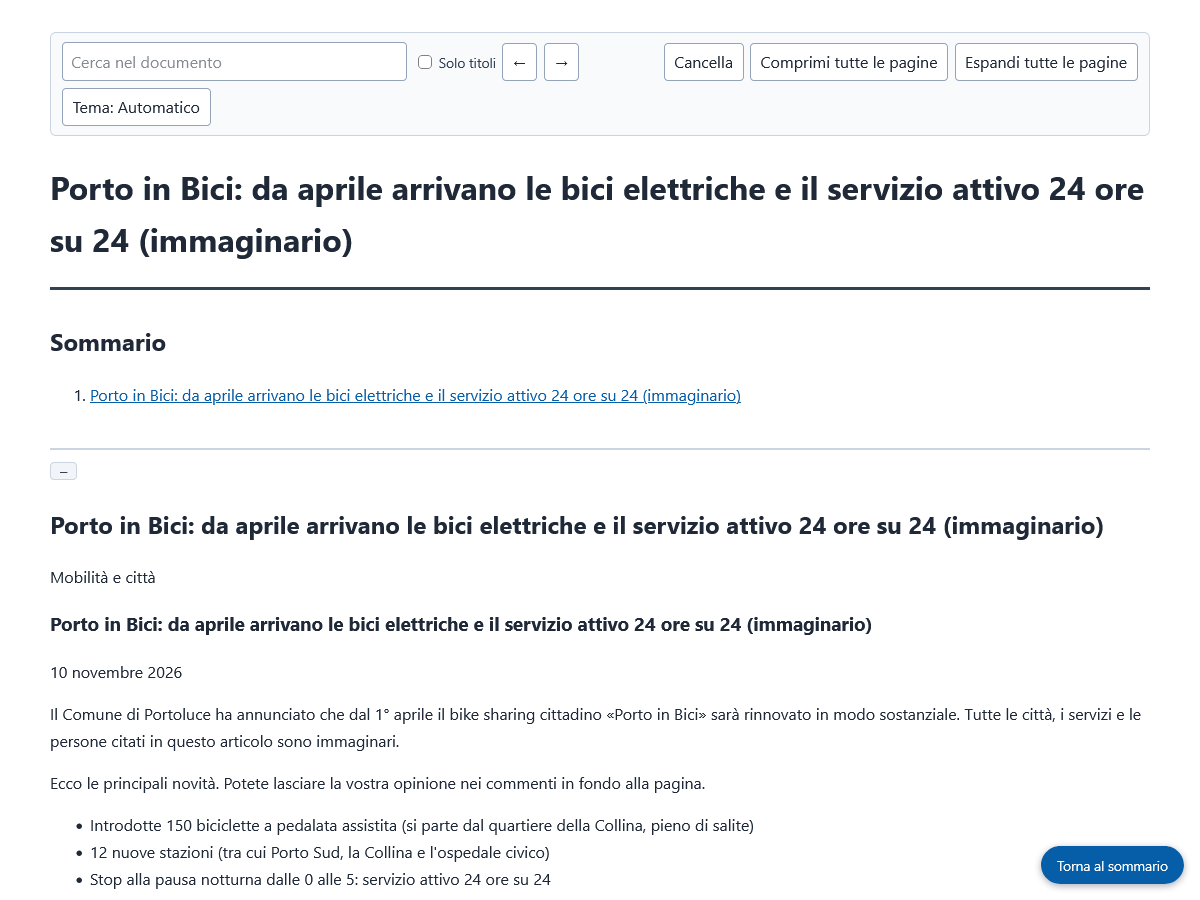 Cerca nel documento
Solo titoli
←
→
Cancella
Comprimi tutte le pagine
Espandi tutte le pagine
Tema: Automatico
Porto in Bici: da aprile arrivano le bici elettriche e il servizio attivo 24 ore
su 24 (immaginario)
Sommario
1. Porto in Bici: da aprile arrivano le bici elettriche e il servizio attivo 24 ore su 24 (immaginario)
–
Porto in Bici: da aprile arrivano le bici elettriche e il servizio attivo 24 ore su 24 (immaginario)
Mobilità e città
Porto in Bici: da aprile arrivano le bici elettriche e il servizio attivo 24 ore su 24 (immaginario)
10 novembre 2026
Il Comune di Portoluce ha annunciato che dal 1° aprile il bike sharing cittadino «Porto in Bici» sarà rinnovato in modo sostanziale. Tutte le città, i servizi e le
persone citati in questo articolo sono immaginari.
Ecco le principali novità. Potete lasciare la vostra opinione nei commenti in fondo alla pagina.
• Introdotte 150 biciclette a pedalata assistita (si parte dal quartiere della Collina, pieno di salite)
• 12 nuove stazioni (tra cui Porto Sud, la Collina e l'ospedale civico)
• Stop alla pausa notturna dalle 0 alle 5: servizio attivo 24 ore su 24
Torna al sommario